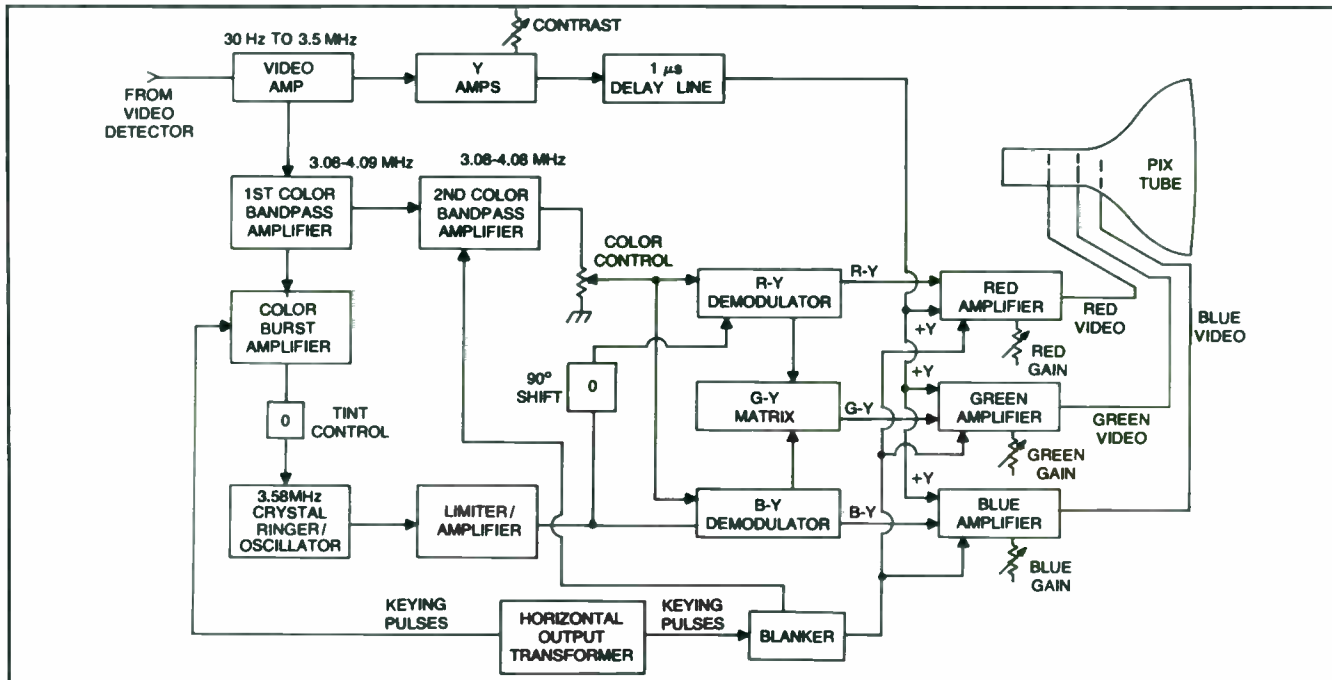 CONTRAST
30 Hz TO 3.5 MHz
VIDEO
AMP
Y
AMPS
1 μs
DELAY LINE
FROM
VIDEO
DETECTOR
PIX
TUBE
3.08-4.09 MHz
3.08-4.08 MHz
1ST COLOR
BANDPASS
AMPLIFIER
2ND COLOR
BANDPASS
AMPLIFIER
COLOR
CONTROL
R-Y
DEMODULATOR
R-Y
RED
AMPLIFIER
RED
VIDEO
BLUE
VIDEO
+Y
RED
GAIN
COLOR
BURST
AMPLIFIER
90° SHIFT
0
G-Y
MATRIX
G-Y
+Y
GREEN
AMPLIFIER
GREEN
VIDEO
GREEN
GAIN
0
TINT
CONTROL
+Y
3.58MHz
CRYSTAL
RINGER/
OSCILLATOR
LIMITER/
AMPLIFIER
B-Y
DEMODULATOR
B-Y
BLUE
AMPLIFIER
BLUE
GAIN
KEYING
PULSES
HORIZONTAL
OUTPUT
TRANSFORMER
KEYING
PULSES
BLANKER